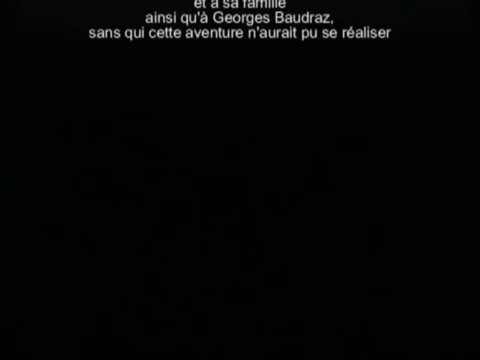 et à sa famille
ainsi qu'à Georges Baudraz,
sans qui cette aventure n'aurait pu se réaliser